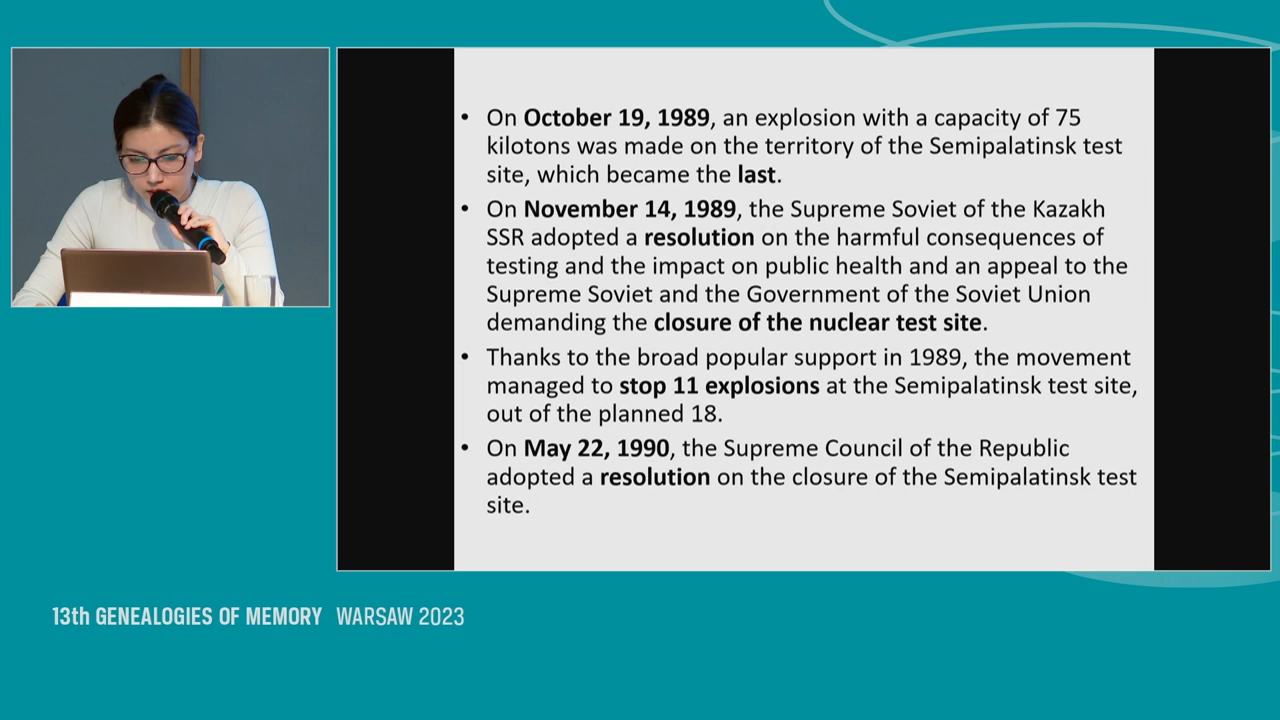 • On October 19, 1989, an explosion with a capacity of 75
kilotons was made on the territory of the Semipalatinsk test
site, which became the last.
• On November 14, 1989, the Supreme Soviet of the Kazakh
SSR adopted a resolution on the harmful consequences of
testing and the impact on public health and an appeal to the
Supreme Soviet and the Government of the Soviet Union
demanding the closure of the nuclear test site.
• Thanks to the broad popular support in 1989, the movement
managed to stop 11 explosions at the Semipalatinsk test site,
out of the planned 18.
• On May 22, 1990, the Supreme Council of the Republic
adopted a resolution on the closure of the Semipalatinsk test
site.
13th GENEALOGIES OF MEMORY WARSAW 2023